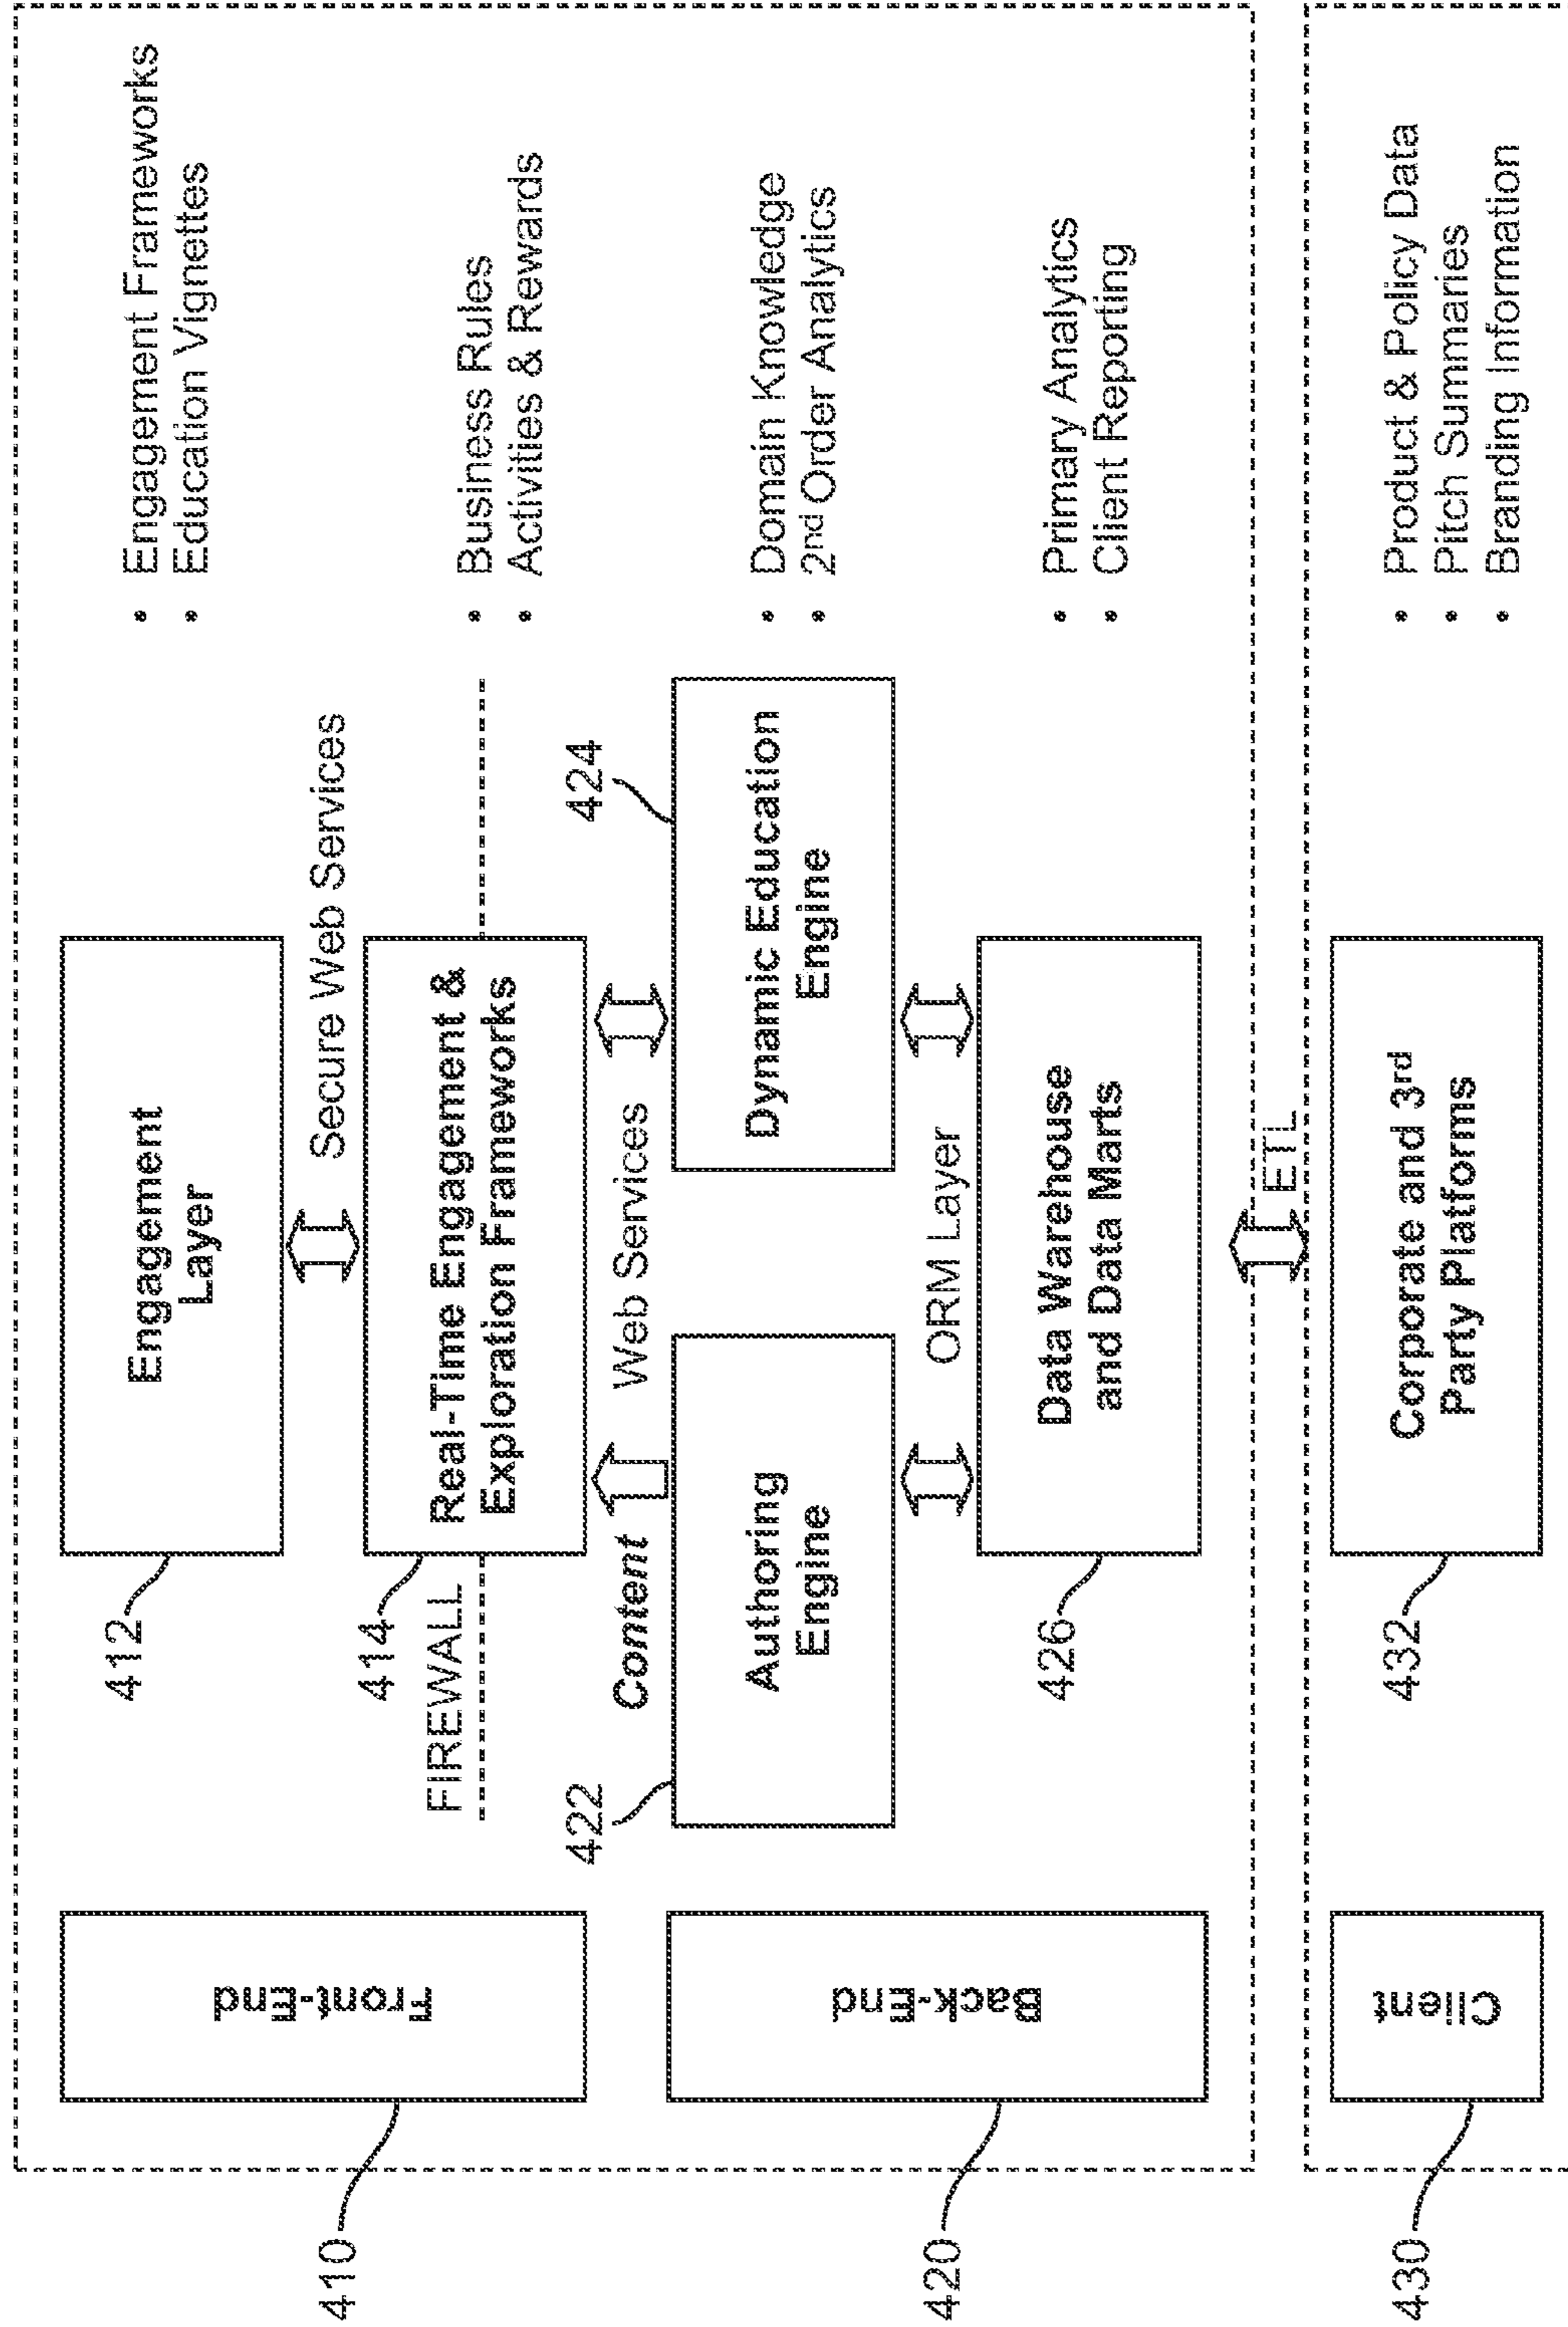 Engagement
Layer
412
• Engagement Frameworks
• Education Vignettes
Secure Web Services
Front-End
410
Real-Time Engagement &
Exploration Frameworks
414
FIREWALL
• Business Rules
• Activities & Rewards
Content
Web Services
422
Authoring
Engine
424
Dynamic Education
Engine
• Domain Knowledge
• 2nd Order Analytics
Back-End
420
ORM Layer
Data Warehouse
and Data Marts
426
• Primary Analytics
• Client Reporting
ETL
Client
430
Corporate and 3rd
Party Platforms
432
• Product & Policy Data
• Pitch Summaries
• Branding Information